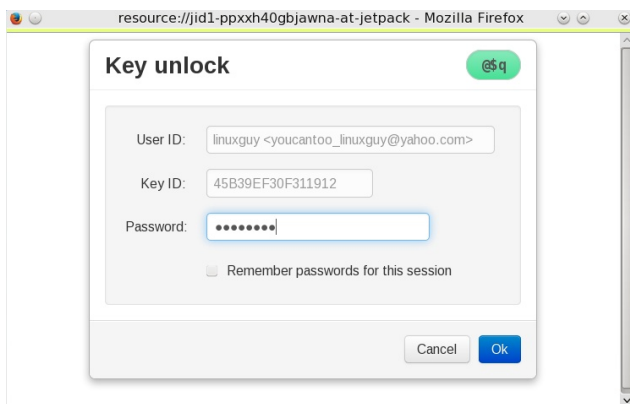 resource://jid1-ppxxh40gbjawna-at-jetpack - Mozilla Firefox
Key unlock
@$q
User ID: linuxguy <youcantoo_linuxguy@yahoo.com>
Key ID: 45B39EF30F311912
Password: ●●●●●●●●
Remember passwords for this session
Cancel Ok